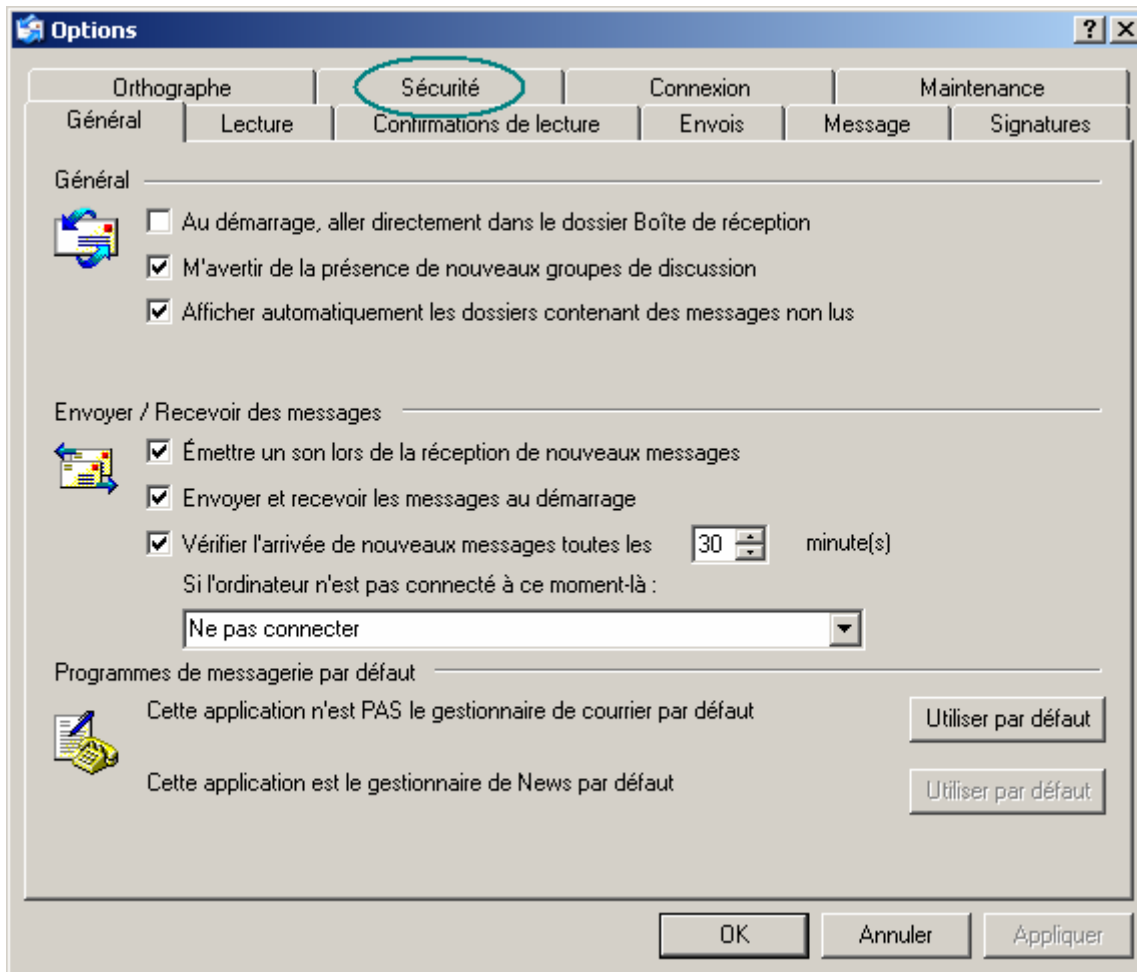 Options
Orthographe Sécurité Connexion Maintenance
Général Lecture Confirmations de lecture Envois Message Signatures
Général
Au démarrage, aller directement dans le dossier Boîte de réception
M'avertir de la présence de nouveaux groupes de discussion
Afficher automatiquement les dossiers contenant des messages non lus
Envoyer / Recevoir des messages
Émettre un son lors de la réception de nouveaux messages
Envoyer et recevoir les messages au démarrage
Vérifier l'arrivée de nouveaux messages toutes les 30 minute(s)
Si l'ordinateur n'est pas connecté à ce moment-là :
Ne pas connecter
Programmes de messagerie par défaut
Cette application n'est PAS le gestionnaire de courrier par défaut Utiliser par défaut
Cette application est le gestionnaire de News par défaut Utiliser par défaut
OK Annuler Appliquer